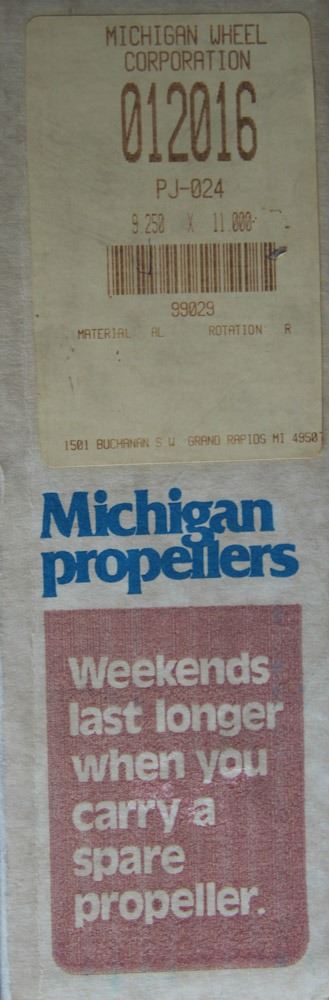 MICHIGAN WHEEL
CORPORATION
012016
PJ-024
9.250 X 11.000
99029
MATERIAL AL ROTATION R
1501 BUCHANAN S W GRAND RAPIDS MI 49507
Michigan
propellers
Weekends
last longer
when you
carry a
spare
propeller.